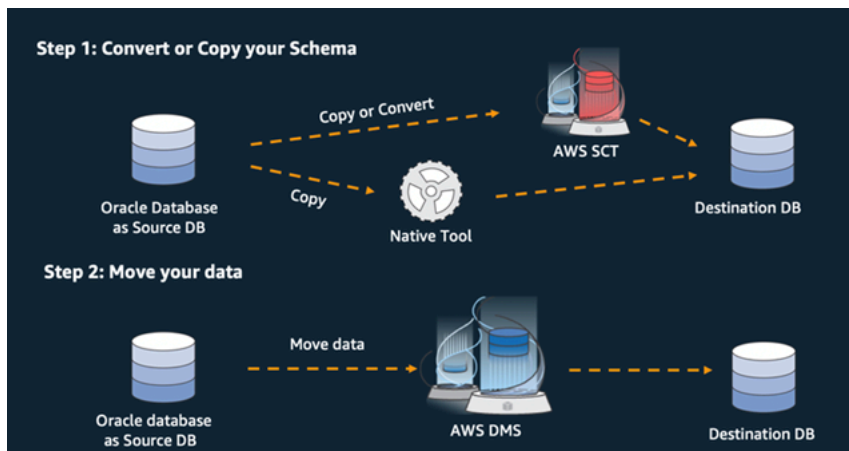 Step 1: Convert or Copy your Schema
Copy or Convert
AWS SCT
Copy
Oracle Database
as Source DB
Native Tool
Destination DB
Step 2: Move your data
Move data
Oracle database
as Source DB
AWS DMS
Destination DB